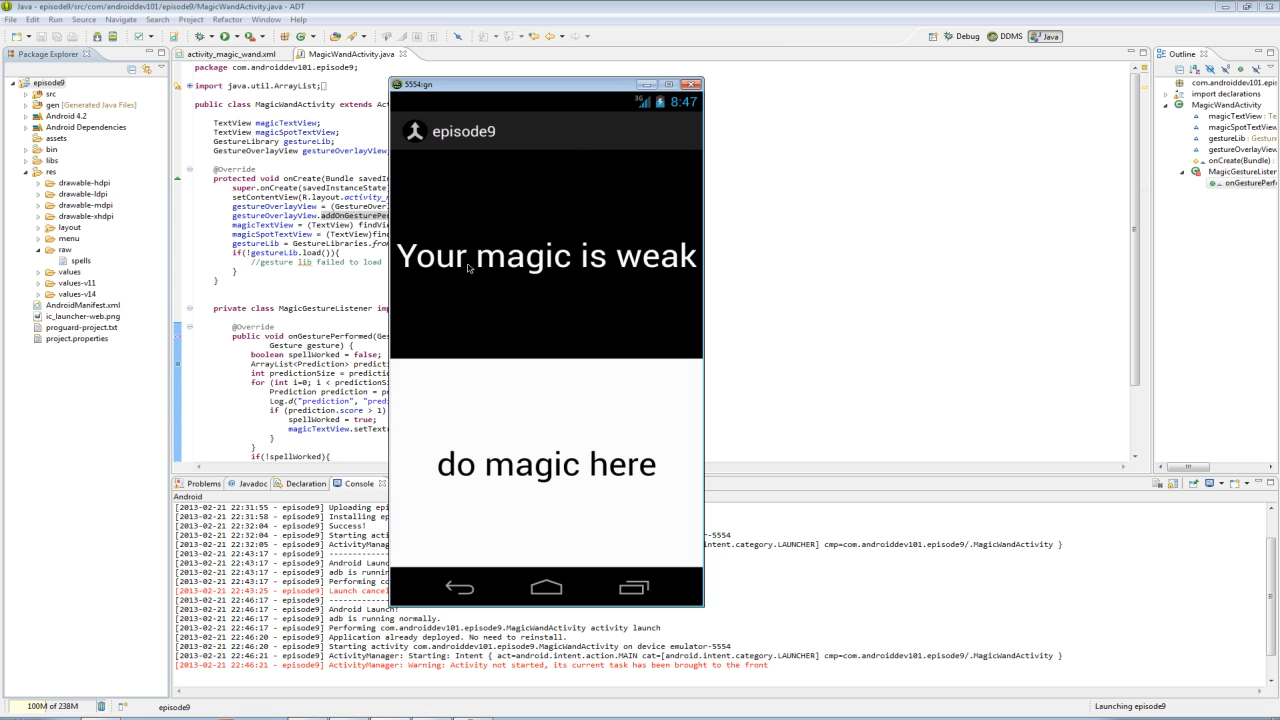 Java - episode9/src/com/androiddev101/episode9/MagicWandActivity.java - ADT
File Edit Run Source Navigate Search Project Refactor Window Help
Debug DDMS Java
Package Explorer
episode9
src
gen [Generated Java Files]
Android 4.2
Android Dependencies
assets
bin
libs
res
drawable-hdpi
drawable-ldpi
drawable-mdpi
drawable-xhdpi
layout
menu
raw
spells
values
values-v11
values-v14
AndroidManifest.xml
ic_launcher-web.png
proguard-project.txt
project.properties
activity_magic_wand.xml MagicWandActivity.java
package com.androiddev101.episode9;
import java.util.ArrayList;
public class MagicWandActivity extends Ac
TextView magicTextView;
TextView magicSpotTextView;
GestureLibrary gestureLib;
GestureOverlayView gestureOverlayView
@Override
protected void onCreate(Bundle savedI
super.onCreate(savedInstanceState
setContentView(R.layout.activity_
gestureOverlayView = (GestureOver
gestureOverlayView.addOnGesturePe
magicTextView = (TextView) findV
magicSpotTextView = (TextView)fin
gestureLib = GestureLibraries.fro
if(!gestureLib.load()){
//gesture lib failed to load
}
}
private class MagicGestureListener im
@Override
public void onGesturePerformed(Ge
Gesture gesture) {
boolean spellWorked = false;
ArrayList<Prediction> predict
int predictionSize = predicti
for (int i=0; i < predictionS
Prediction prediction = p
Log.d("prediction", "pred
if (prediction.score > 1)
spellWorked = true;
magicTextView.setText
}
}
if(!spellWorked){
5554:gn
8:47
episode9
Your magic is weak
do magic here
Outline
com.androiddev101.epi
import declarations
MagicWandActivity
magicTextView : Te
magicSpotTextView
gestureLib : Gestu
gestureOverlayView
onCreate(Bundle) :
MagicGestureListen
onGesturePerf
Problems Javadoc Declaration Console
Android
[2013-02-21 22:31:55 - episode9] Uploading epi
[2013-02-21 22:31:58 - episode9] Installing ep
[2013-02-21 22:32:04 - episode9] Success!
[2013-02-21 22:32:04 - episode9] Starting acti
r-5554
[2013-02-21 22:32:05 - episode9] ActivityManager
intent.category.LAUNCHER] cmp=com.androiddev101.episode9/.MagicWandActivity }
[2013-02-21 22:43:17 - episode9] ------------
[2013-02-21 22:43:17 - episode9] Android Launc
[2013-02-21 22:43:17 - episode9] adb is runnin
[2013-02-21 22:43:17 - episode9] Performing co
[2013-02-21 22:43:25 - episode9] Launch cancel
[2013-02-21 22:46:17 - episode9] ------------------------------
[2013-02-21 22:46:17 - episode9] Android Launch!
[2013-02-21 22:46:17 - episode9] adb is running normally.
[2013-02-21 22:46:17 - episode9] Performing com.androiddev101.episode9.MagicWandActivity activity launch
[2013-02-21 22:46:20 - episode9] Application already deployed. No need to reinstall.
[2013-02-21 22:46:20 - episode9] Starting activity com.androiddev101.episode9.MagicWandActivity on device emulator-5554
[2013-02-21 22:46:21 - episode9] ActivityManager: Starting: Intent { act=android.intent.action.MAIN cat=[android.intent.category.LAUNCHER] cmp=com.androiddev101.episode9/.MagicWandActivity }
[2013-02-21 22:46:21 - episode9] ActivityManager: Warning: Activity not started, its current task has been brought to the front
100M of 238M
episode9
Launching episode9